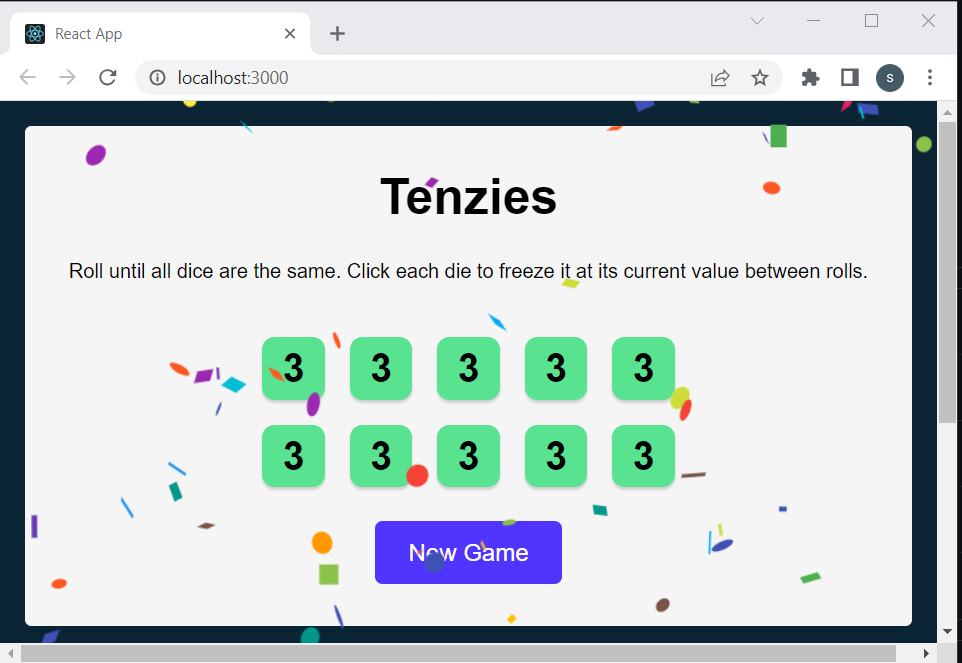 React App
localhost:3000
S
Tenzies
Roll until all dice are the same. Click each die to freeze it at its current value between rolls.
3 3 3 3 3
3 3 3 3 3
New Game